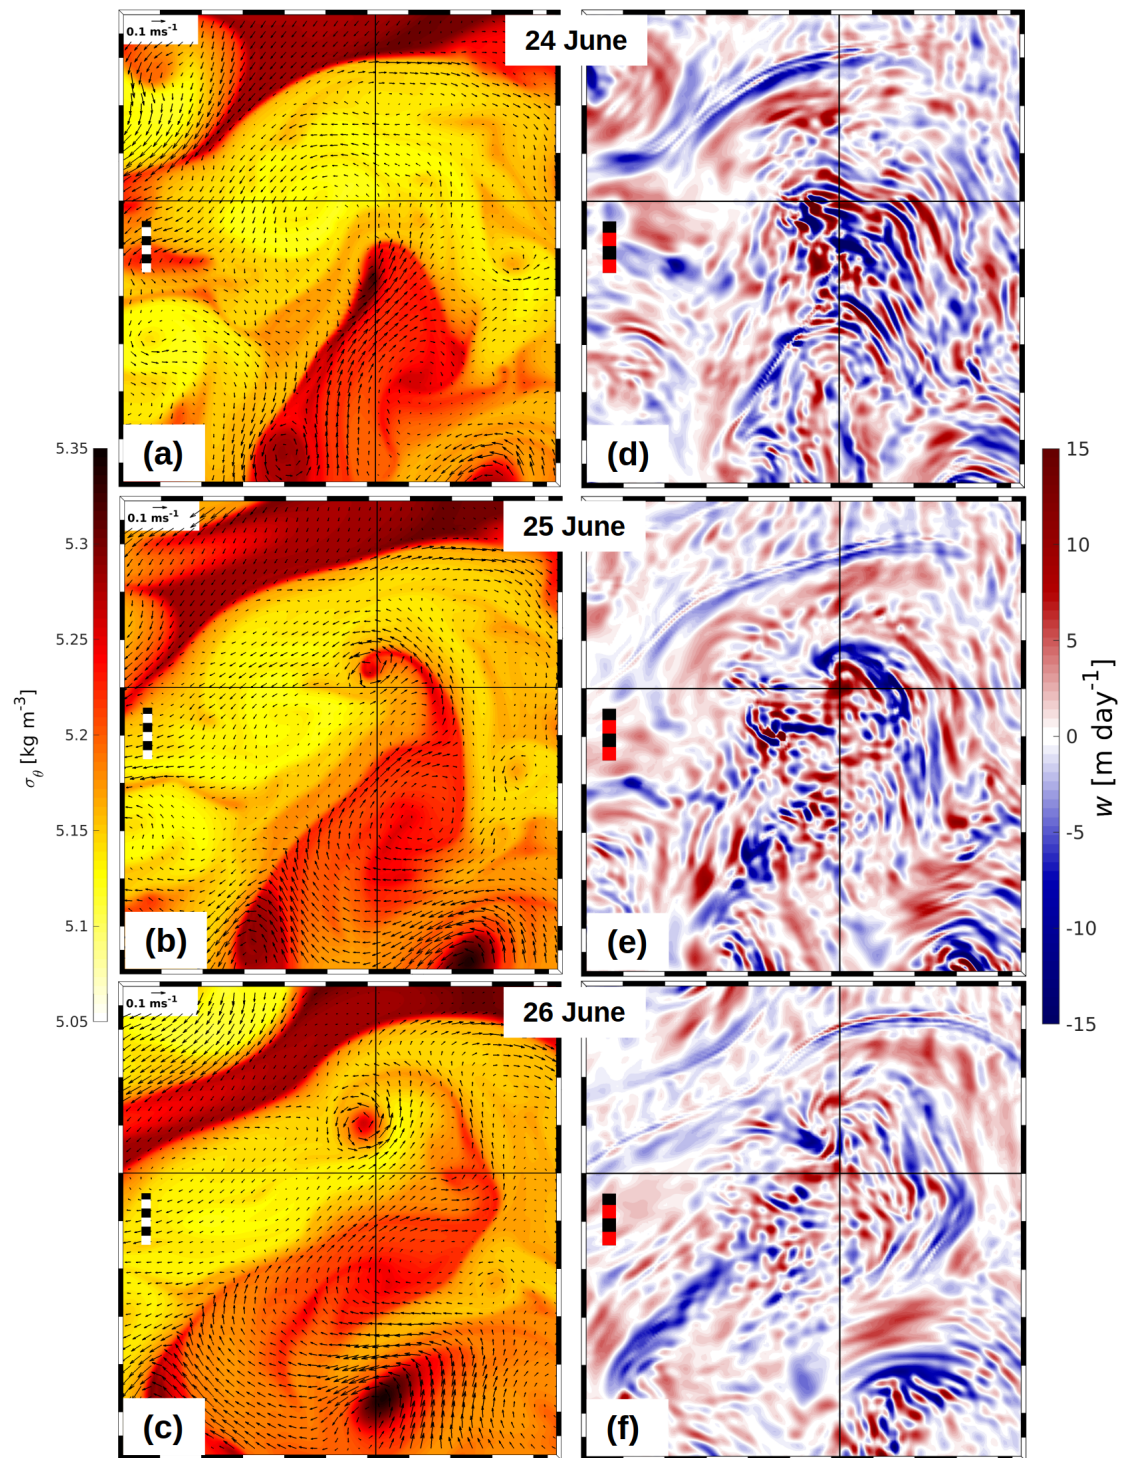 24 June
0.1 ms⁻¹
(a)
(d)
25 June
0.1 ms⁻¹
(b)
(e)
26 June
0.1 ms⁻¹
(c)
(f)
5.35
5.3
5.25
5.2
5.15
5.1
5.05
σ_θ [kg m⁻³]
15
10
5
0
-5
-10
-15
w [m day⁻¹]